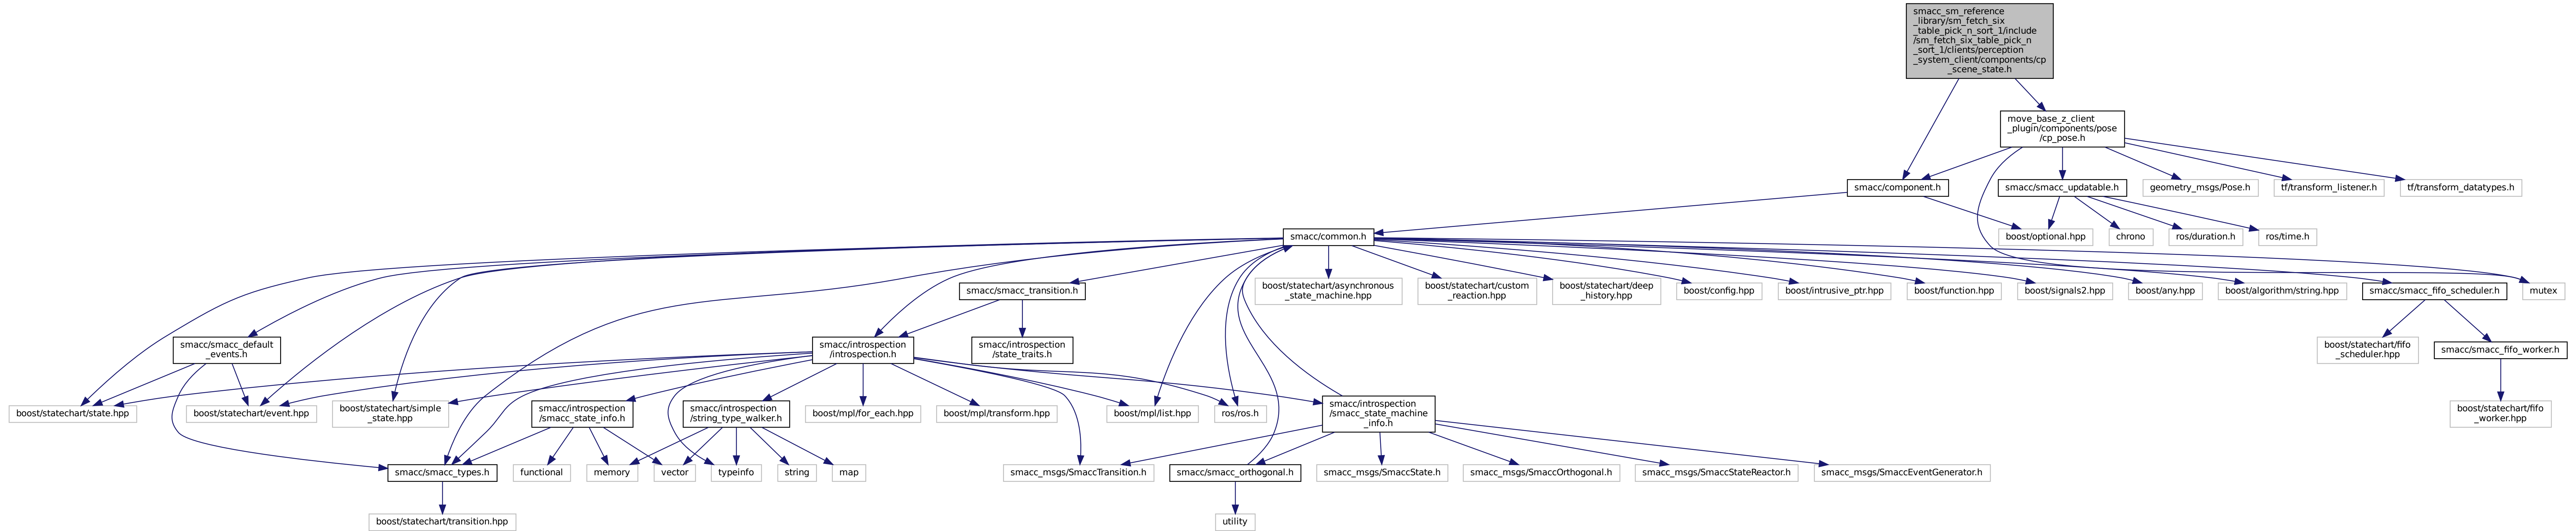 smacc_sm_reference
_library/sm_fetch_six
_table_pick_n_sort_1/include
/sm_fetch_six_table_pick_n
_sort_1/clients/perception
_system_client/components/cp
_scene_state.h
move_base_z_client
_plugin/components/pose
/cp_pose.h
smacc/component.h
smacc/smacc_updatable.h
geometry_msgs/Pose.h
tf/transform_listener.h
tf/transform_datatypes.h
smacc/common.h
boost/optional.hpp
chrono
ros/duration.h
ros/time.h
smacc/smacc_transition.h
boost/statechart/asynchronous
_state_machine.hpp
boost/statechart/custom
_reaction.hpp
boost/statechart/deep
_history.hpp
boost/config.hpp
boost/intrusive_ptr.hpp
boost/function.hpp
boost/signals2.hpp
boost/any.hpp
boost/algorithm/string.hpp
smacc/smacc_fifo_scheduler.h
mutex
smacc/smacc_default
_events.h
smacc/introspection
/introspection.h
smacc/introspection
/state_traits.h
boost/statechart/fifo
_scheduler.hpp
smacc/smacc_fifo_worker.h
boost/statechart/state.hpp
boost/statechart/event.hpp
boost/statechart/simple
_state.hpp
smacc/introspection
/smacc_state_info.h
smacc/introspection
/string_type_walker.h
boost/mpl/for_each.hpp
boost/mpl/transform.hpp
boost/mpl/list.hpp
ros/ros.h
smacc/introspection
/smacc_state_machine
_info.h
boost/statechart/fifo
_worker.hpp
smacc/smacc_types.h
functional
memory
vector
typeinfo
string
map
smacc_msgs/SmaccTransition.h
smacc/smacc_orthogonal.h
smacc_msgs/SmaccState.h
smacc_msgs/SmaccOrthogonal.h
smacc_msgs/SmaccStateReactor.h
smacc_msgs/SmaccEventGenerator.h
boost/statechart/transition.hpp
utility